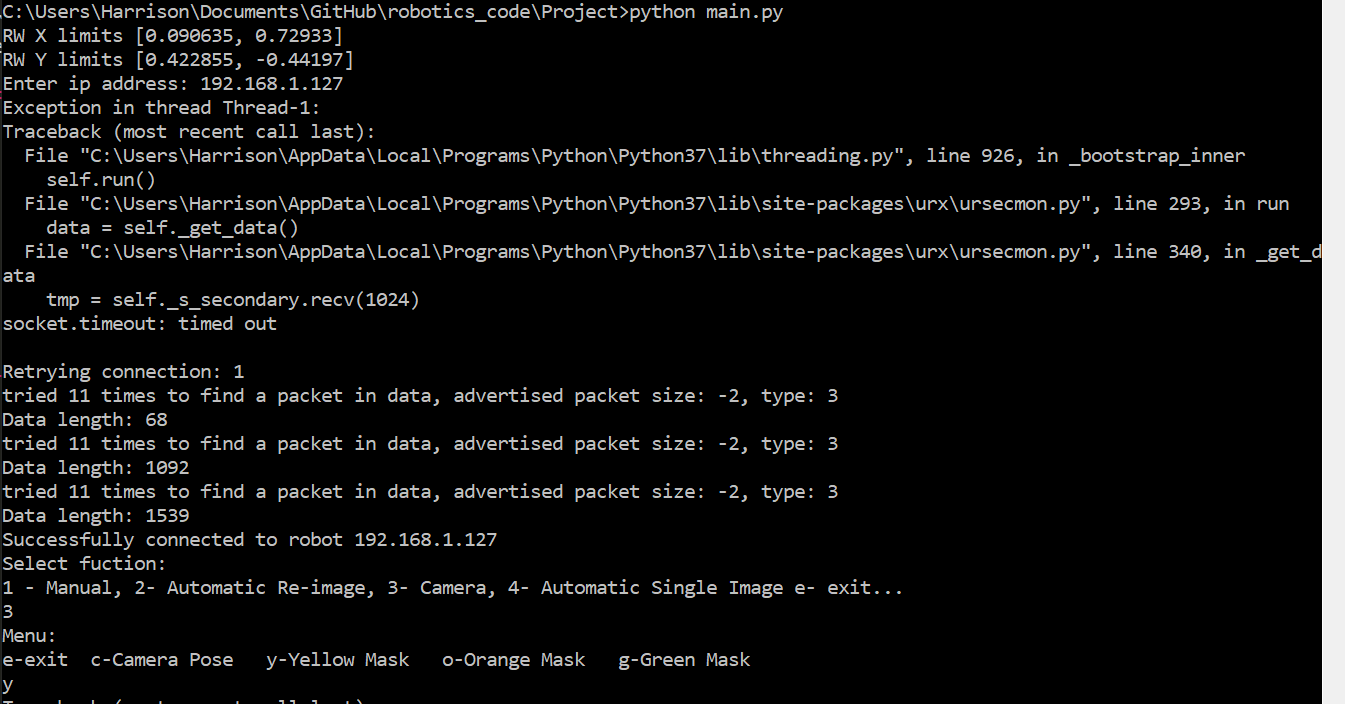 C:\Users\Harrison\Documents\GitHub\robotics_code\Project>python main.py
RW X limits [0.090635, 0.72933]
RW Y limits [0.422855, -0.44197]
Enter ip address: 192.168.1.127
Exception in thread Thread-1:
Traceback (most recent call last):
  File "C:\Users\Harrison\AppData\Local\Programs\Python\Python37\lib\threading.py", line 926, in _bootstrap_inner
    self.run()
  File "C:\Users\Harrison\AppData\Local\Programs\Python\Python37\lib\site-packages\urx\ursecmon.py", line 293, in run
    data = self._get_data()
  File "C:\Users\Harrison\AppData\Local\Programs\Python\Python37\lib\site-packages\urx\ursecmon.py", line 340, in _get_d
ata
    tmp = self._s_secondary.recv(1024)
socket.timeout: timed out
Retrying connection: 1
tried 11 times to find a packet in data, advertised packet size: -2, type: 3
Data length: 68
tried 11 times to find a packet in data, advertised packet size: -2, type: 3
Data length: 1092
tried 11 times to find a packet in data, advertised packet size: -2, type: 3
Data length: 1539
Successfully connected to robot 192.168.1.127
Select fuction:
1 - Manual, 2- Automatic Re-image, 3- Camera, 4- Automatic Single Image e- exit...
3
Menu:
e-exit  c-Camera Pose   y-Yellow Mask   o-Orange Mask   g-Green Mask
y